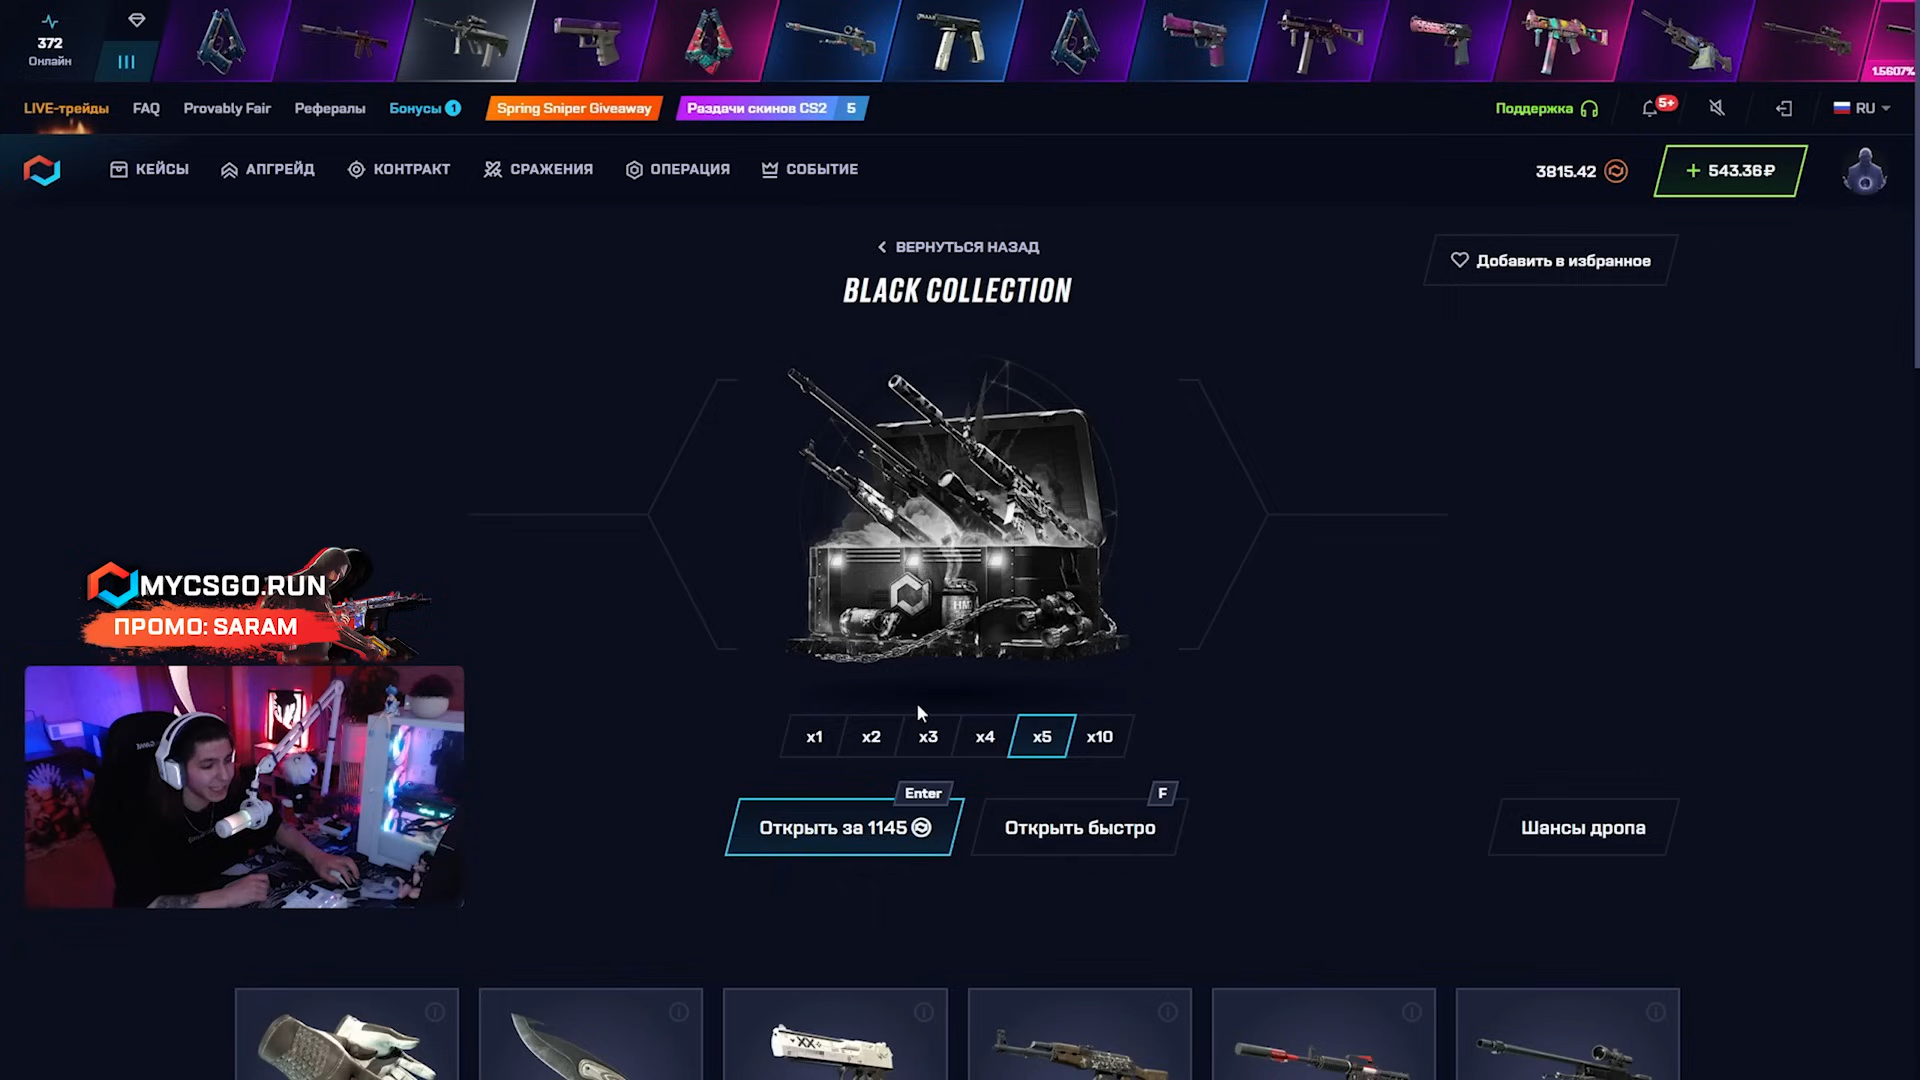 372
Онлайн
1.5607%
LIVE-трейды
FAQ
Provably Fair
Рефералы
Бонусы 1
Spring Sniper Giveaway
Раздачи скинов CS2 5
Поддержка
5+
RU
КЕЙСЫ
АПГРЕЙД
КОНТРАКТ
СРАЖЕНИЯ
ОПЕРАЦИЯ
СОБЫТИЕ
3815.42
+ 543.36₽
ВЕРНУТЬСЯ НАЗАД
Добавить в избранное
BLACK COLLECTION
MYCSGO.RUN
ПРОМО: SARAM
x1 x2 x3 x4 x5 x10
Enter
F
Открыть за 1145
Открыть быстро
Шансы дропа
XX